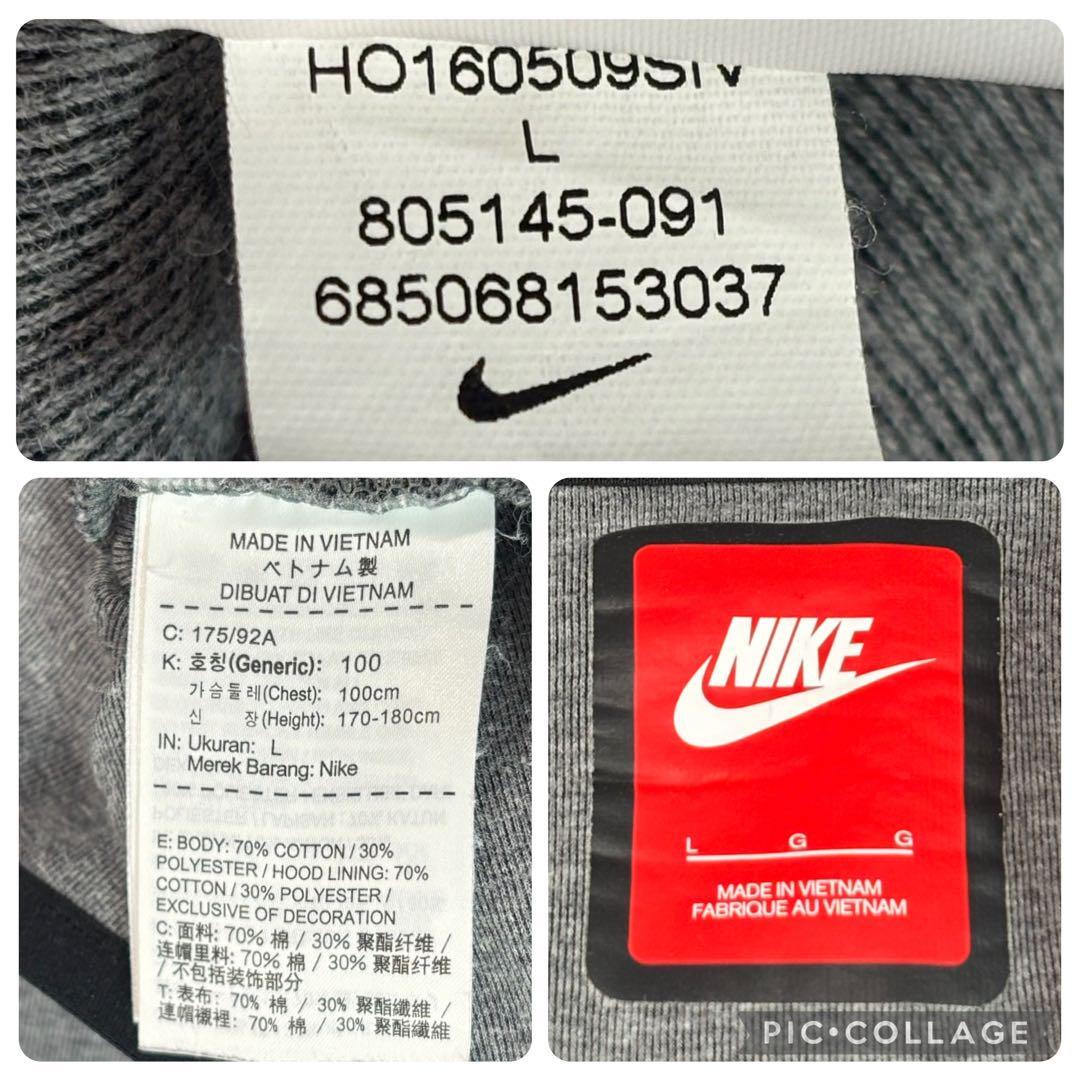 HO160509SIV
L
805145-091
685068153037
MADE IN VIETNAM
ベトナム製
DIBUAT DI VIETNAM
C: 175/92A
K: 호칭(Generic): 100
가슴둘레(Chest): 100cm
신 장(Height): 170-180cm
IN: Ukuran: L
Merek Barang: Nike
E: BODY: 70% COTTON / 30%
POLYESTER / HOOD LINING: 70%
COTTON / 30% POLYESTER /
EXCLUSIVE OF DECORATION
C: 面料: 70% 棉 / 30% 聚酯纤维 /
连帽里料: 70% 棉 / 30% 聚酯纤维
/ 不包括装饰部分
T: 表布: 70% 棉 / 30% 聚酯纖維 /
連帽襯裡: 70% 棉 / 30% 聚酯纖維
NIKE
L G G
MADE IN VIETNAM
FABRIQUE AU VIETNAM
PIC•COLLAGE